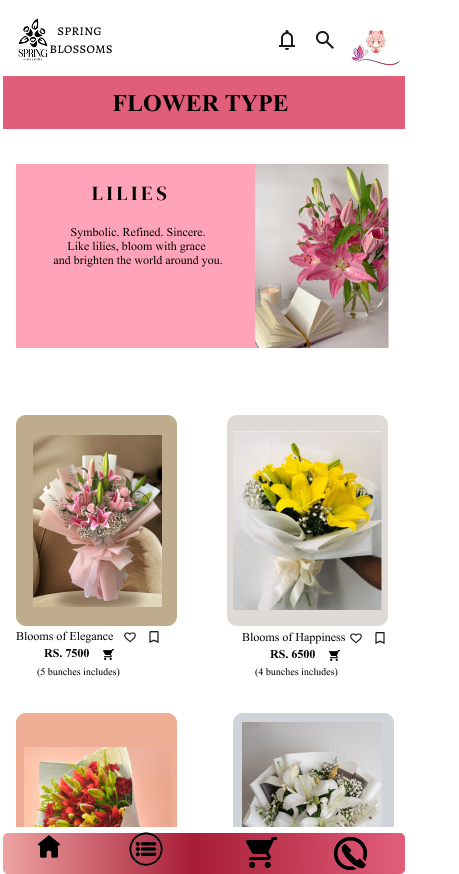 SPRING
BLOSSOMS
SPRING
FLOWER TYPE
LILIES
Symbolic. Refined. Sincere.
Like lilies, bloom with grace
and brighten the world around you.
Blooms of Elegance
RS. 7500
(5 bunches includes)
Blooms of Happiness
RS. 6500
(4 bunches includes)